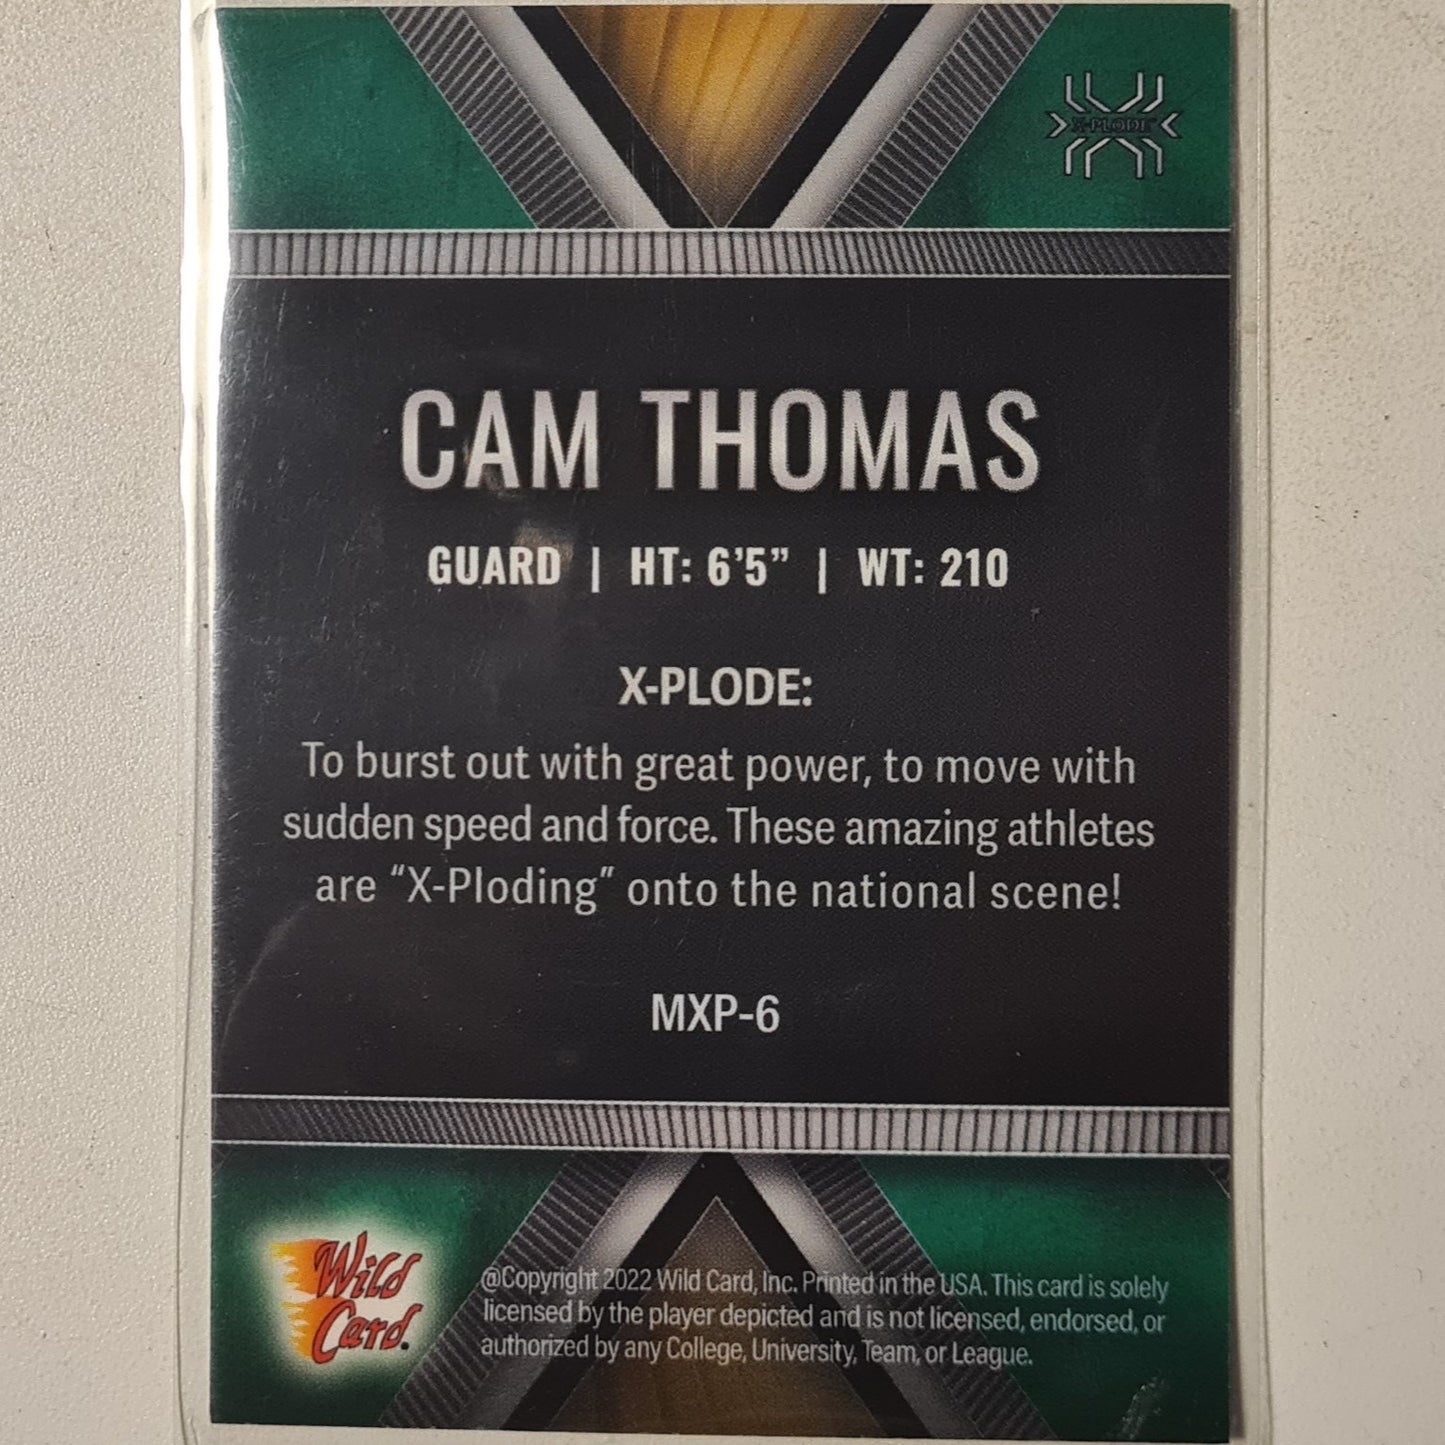 X-PLODE™
CAM THOMAS
GUARD | HT: 6'5" | WT: 210
X-PLODE:
To burst out with great power, to move with
sudden speed and force. These amazing athletes
are “X-Ploding” onto the national scene!
MXP-6
Wild
Card.
@Copyright 2022 Wild Card, Inc. Printed in the USA. This card is solely
licensed by the player depicted and is not licensed, endorsed, or
authorized by any College, University, Team, or League.